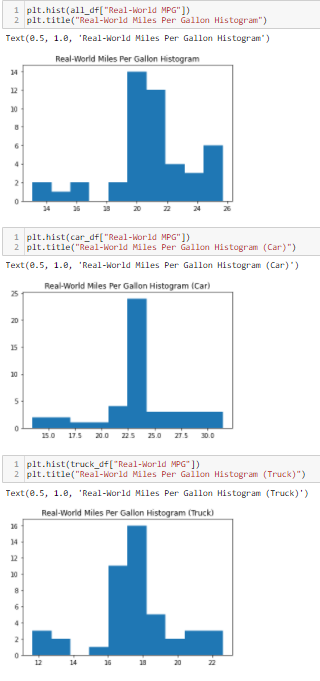 1 plt.hist(all_df["Real-World MPG"])
2 plt.title("Real-World Miles Per Gallon Histogram")
Text(0.5, 1.0, 'Real-World Miles Per Gallon Histogram')
Real-World Miles Per Gallon Histogram
14
12
10
8
6
4
2
0
14 16 18 20 22 24 26
1 plt.hist(car_df["Real-World MPG"])
2 plt.title("Real-World Miles Per Gallon Histogram (Car)")
Text(0.5, 1.0, 'Real-World Miles Per Gallon Histogram (Car)')
Real-World Miles Per Gallon Histogram (Car)
25
20
15
10
5
0
15.0 17.5 20.0 22.5 25.0 27.5 30.0
1 plt.hist(truck_df["Real-World MPG"])
2 plt.title("Real-World Miles Per Gallon Histogram (Truck)")
Text(0.5, 1.0, 'Real-World Miles Per Gallon Histogram (Truck)')
Real-World Miles Per Gallon Histogram (Truck)
16
14
12
10
8
6
4
2
0
12 14 16 18 20 22